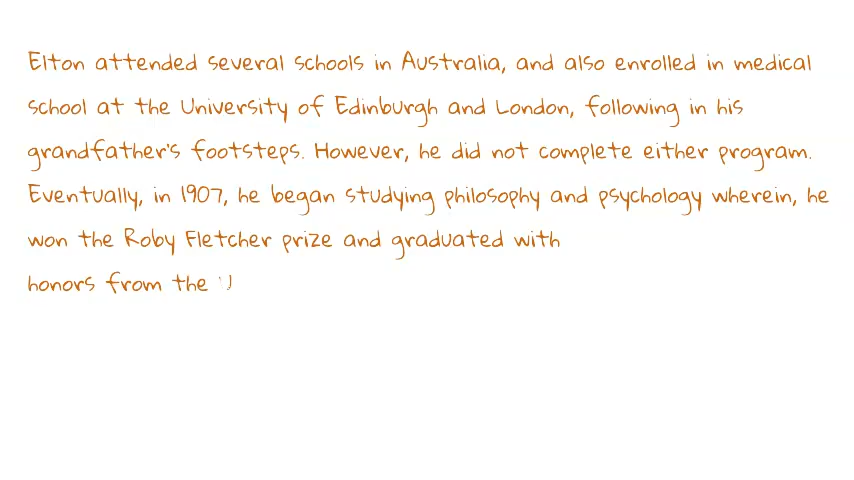 Elton attended several schools in Australia, and also enrolled in medical
school at the University of Edinburgh and London, following in his
grandfather's footsteps. However, he did not complete either program.
Eventually, in 1907, he began studying philosophy and psychology wherein, he
won the Roby Fletcher prize and graduated with
honors from the